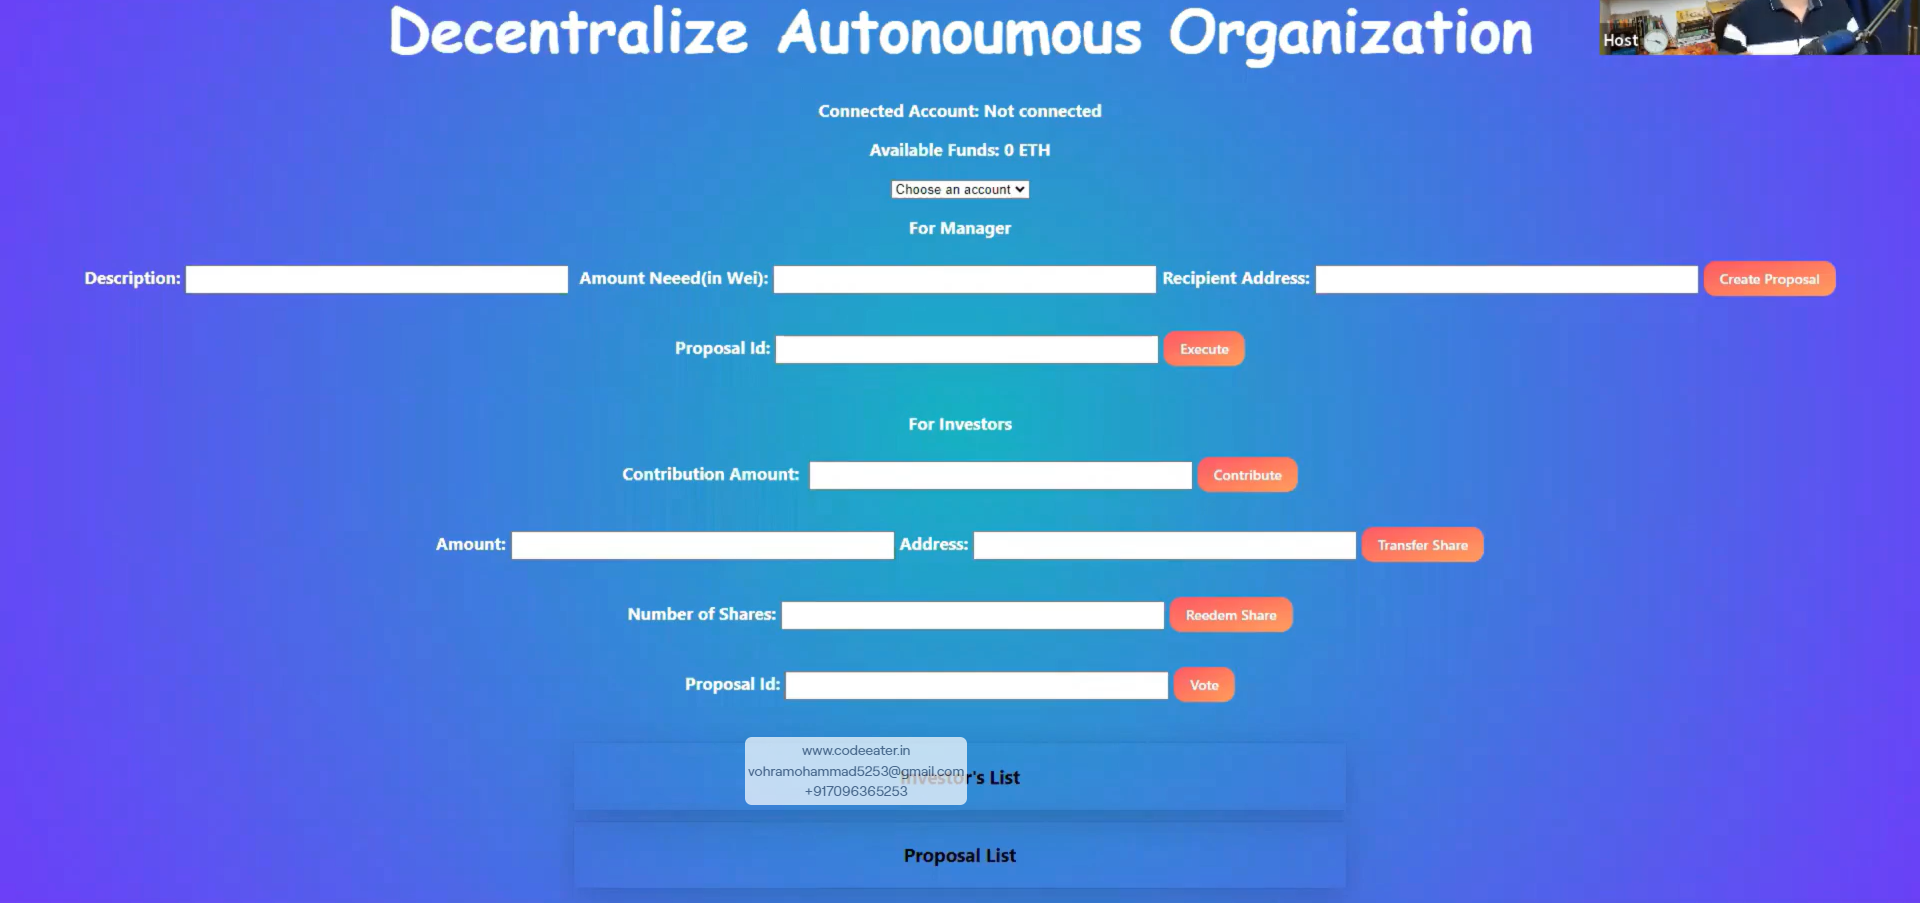 Decentralize Autonoumous Organization
Host
Connected Account: Not connected
Available Funds: 0 ETH
Choose an account
For Manager
Description: Amount Neeed(in Wei): Recipient Address: Create Proposal
Proposal Id: Execute
For Investors
Contribution Amount: Contribute
Amount: Address: Transfer Share
Number of Shares: Reedem Share
Proposal Id: Vote
www.codeeater.in
vohramohammad5253@gmail.com
+917096365253
Investor's List
Proposal List